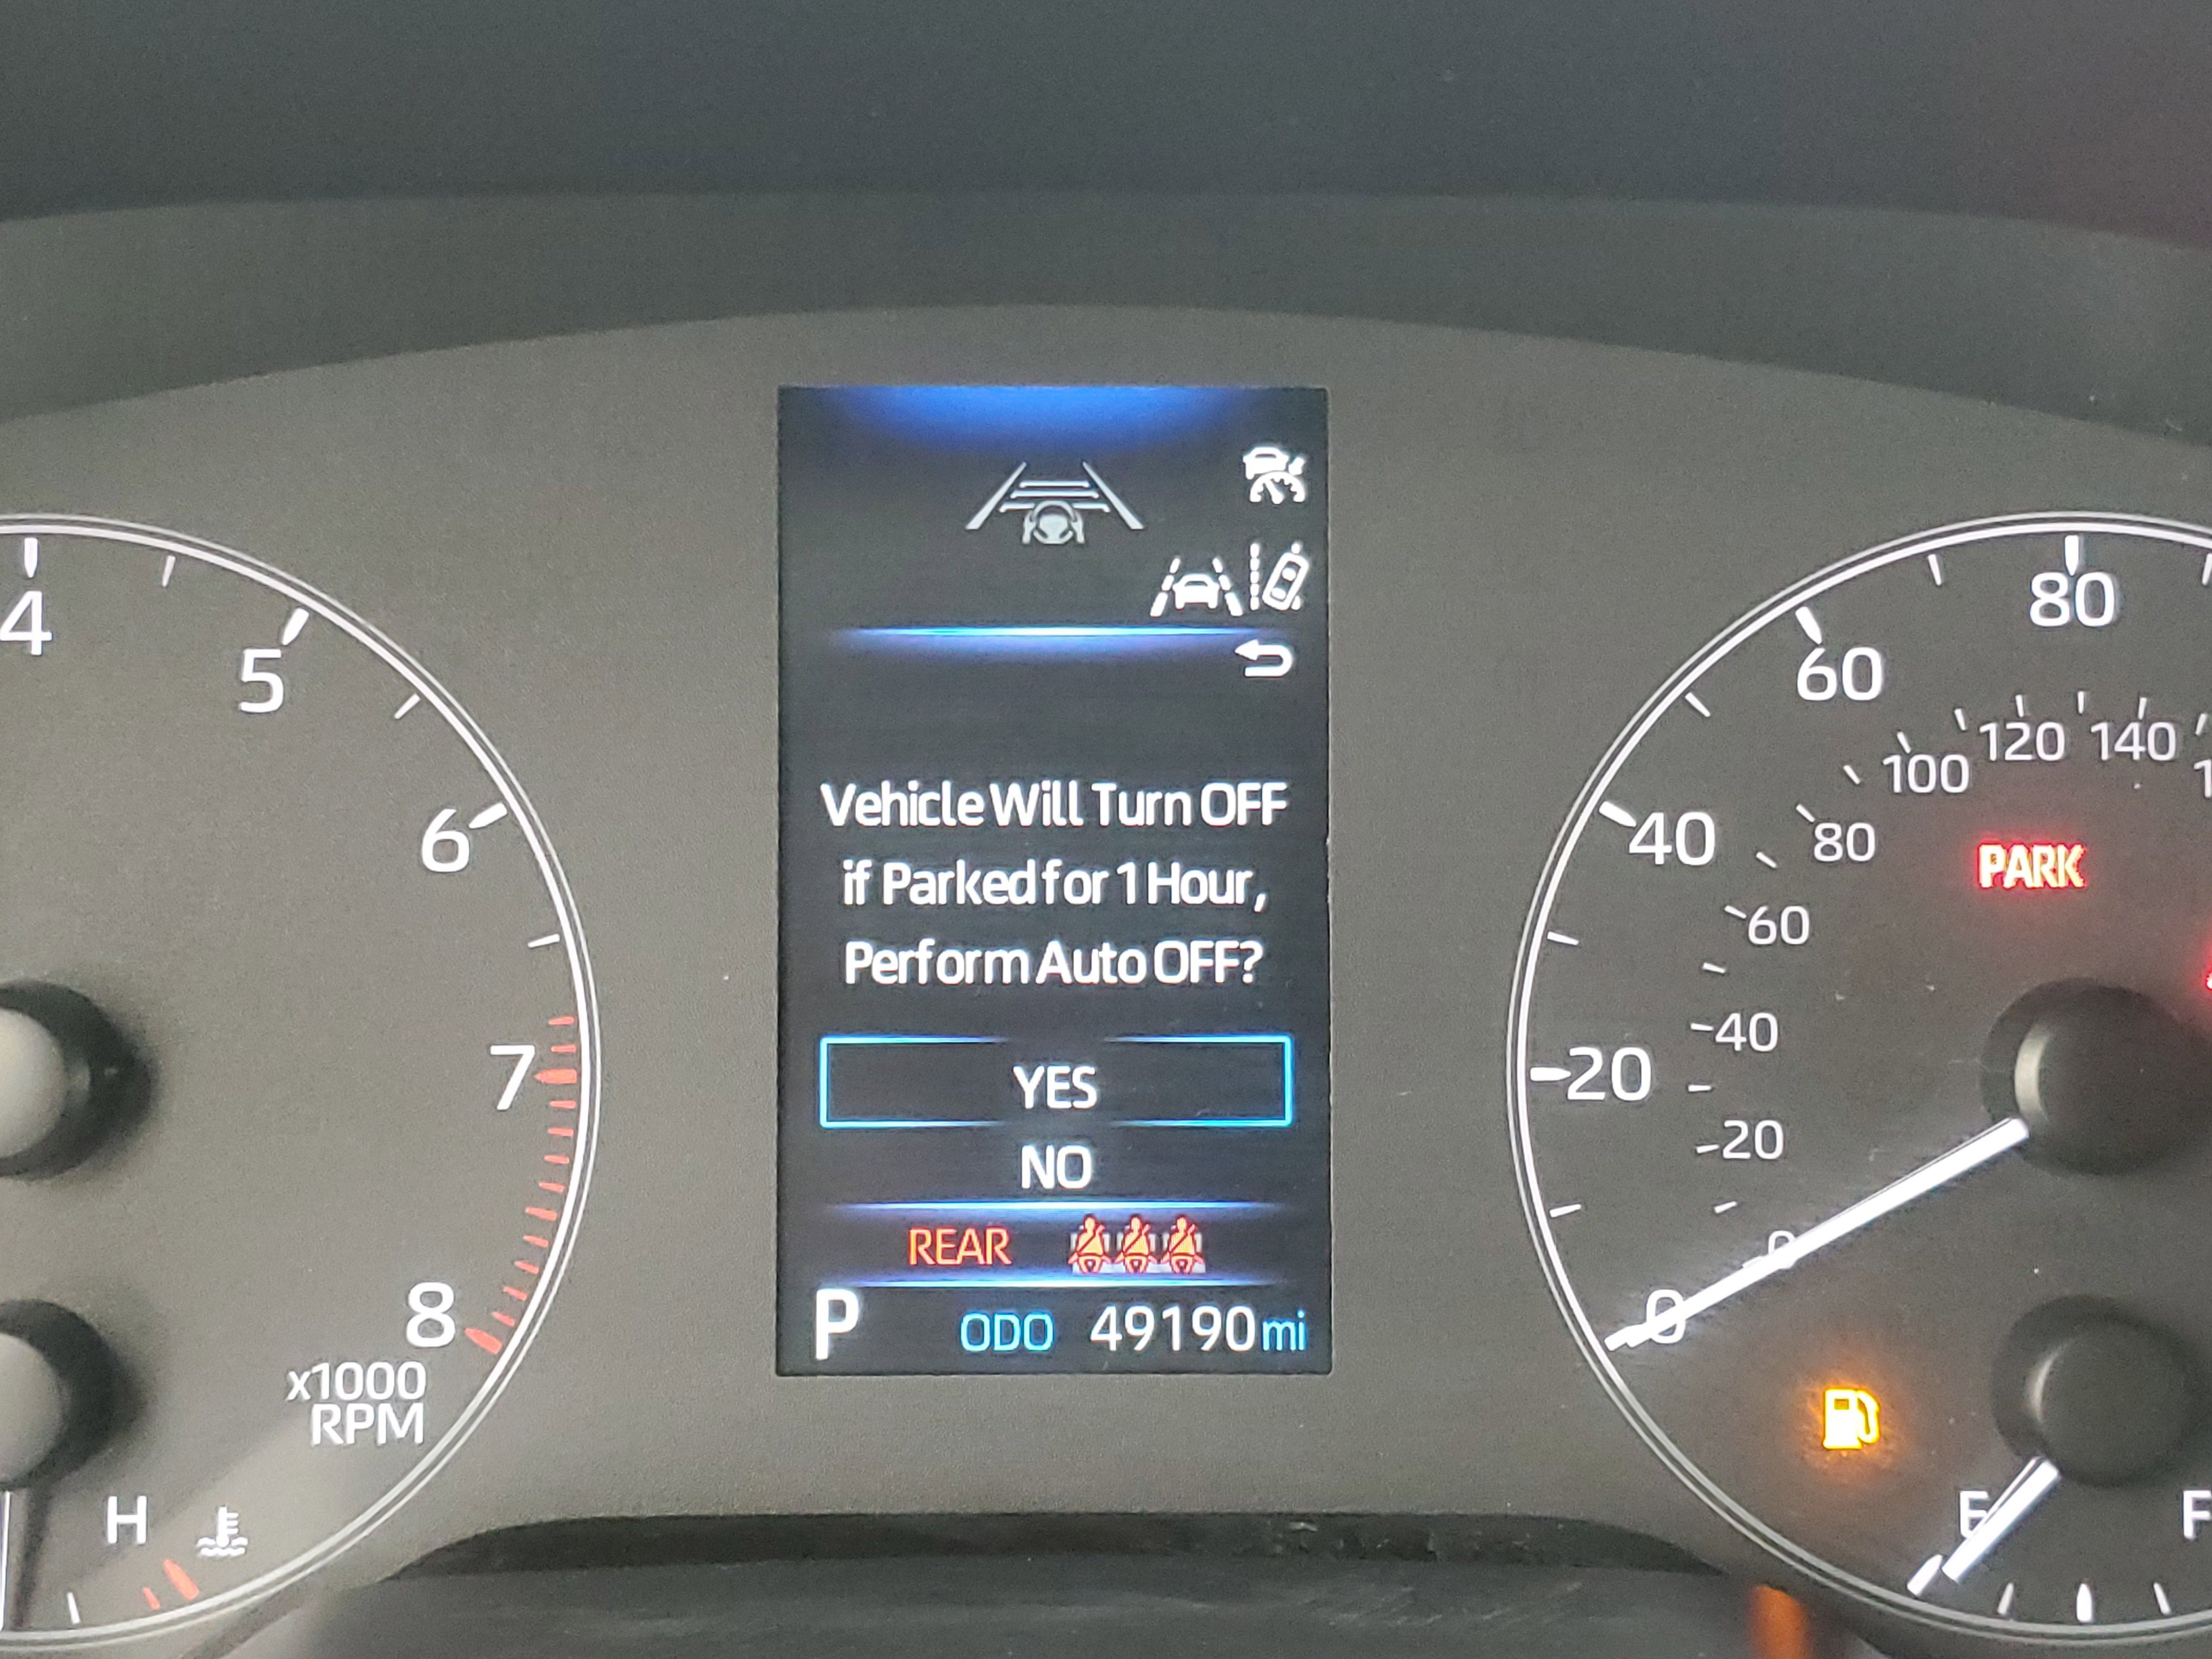 4
5
6
7
8
x1000
RPM
H
Vehicle Will Turn OFF
if Parked for 1 Hour,
Perform Auto OFF?
YES
NO
REAR
P ODO 49190 mi
80
60
40
20
0
140
120
100
80
60
40
20
0
PARK
E
F